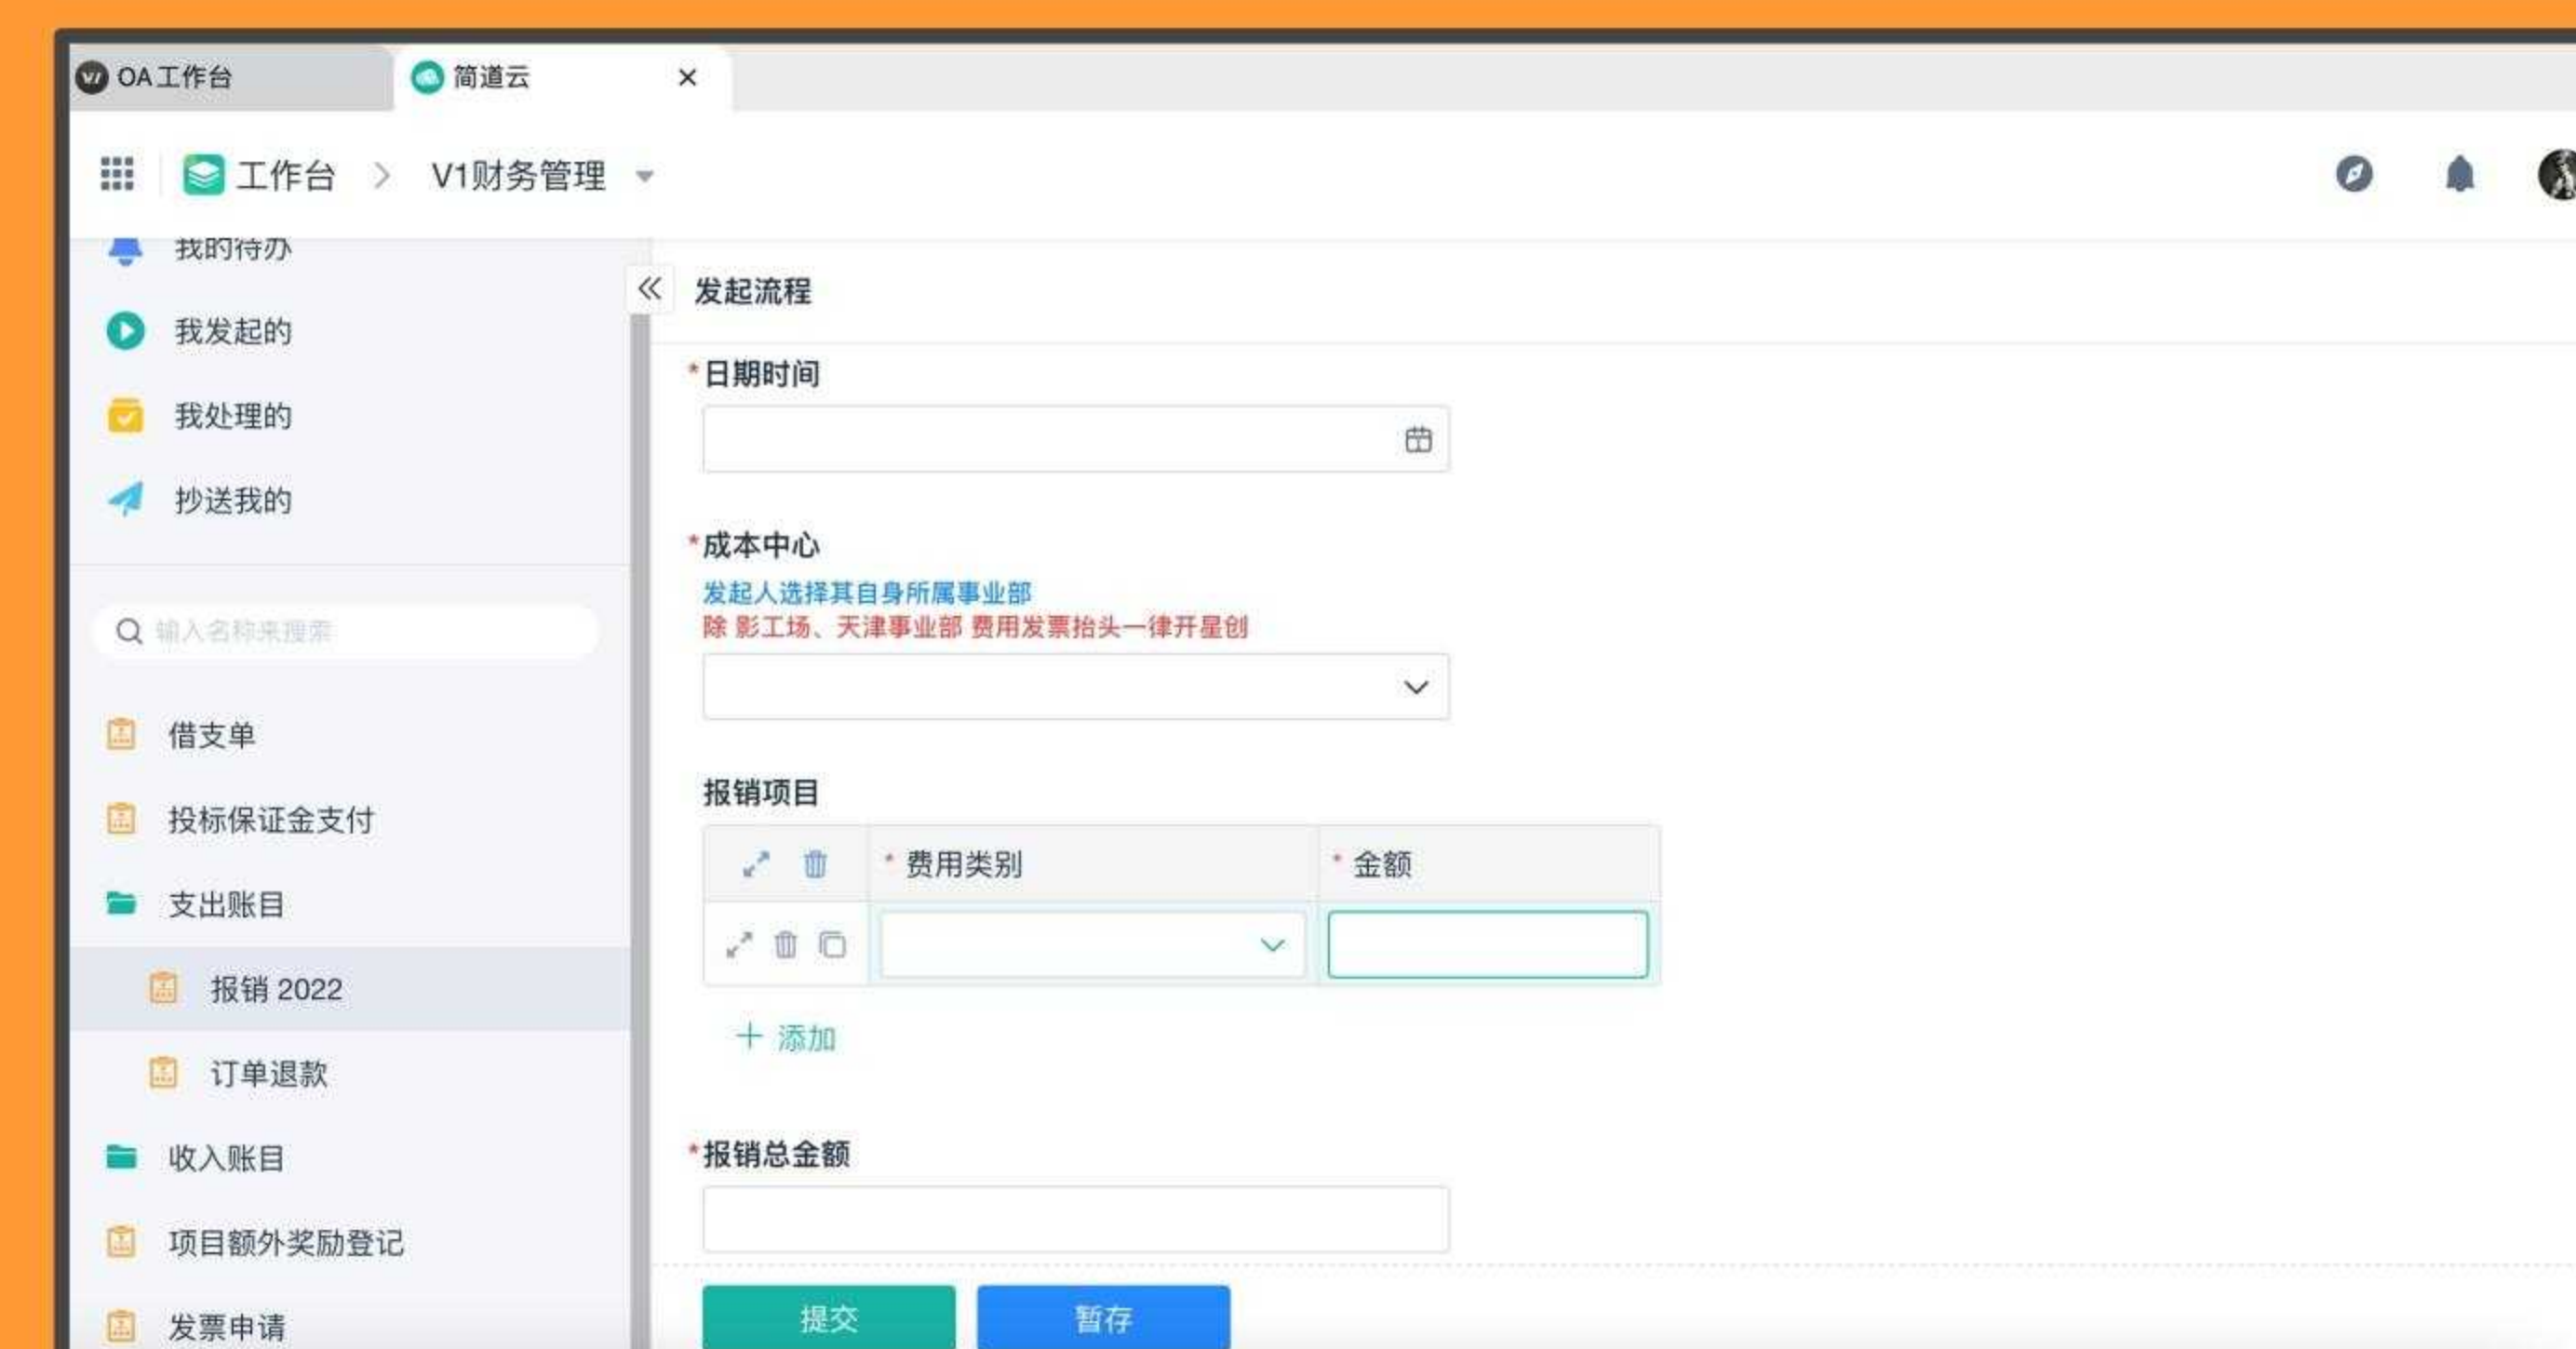 OA工作台
简道云
工作台 > V1财务管理
我的待办
我发起的
我处理的
抄送我的
输入名称来搜索
借支单
投标保证金支付
支出账目
报销 2022
订单退款
收入账目
项目额外奖励登记
发票申请
发起流程
*日期时间
*成本中心
发起人选择其自身所属事业部
除 影工场、天津事业部 费用发票抬头一律开星创
报销项目
* 费用类别
* 金额
+ 添加
*报销总金额
提交
暂存